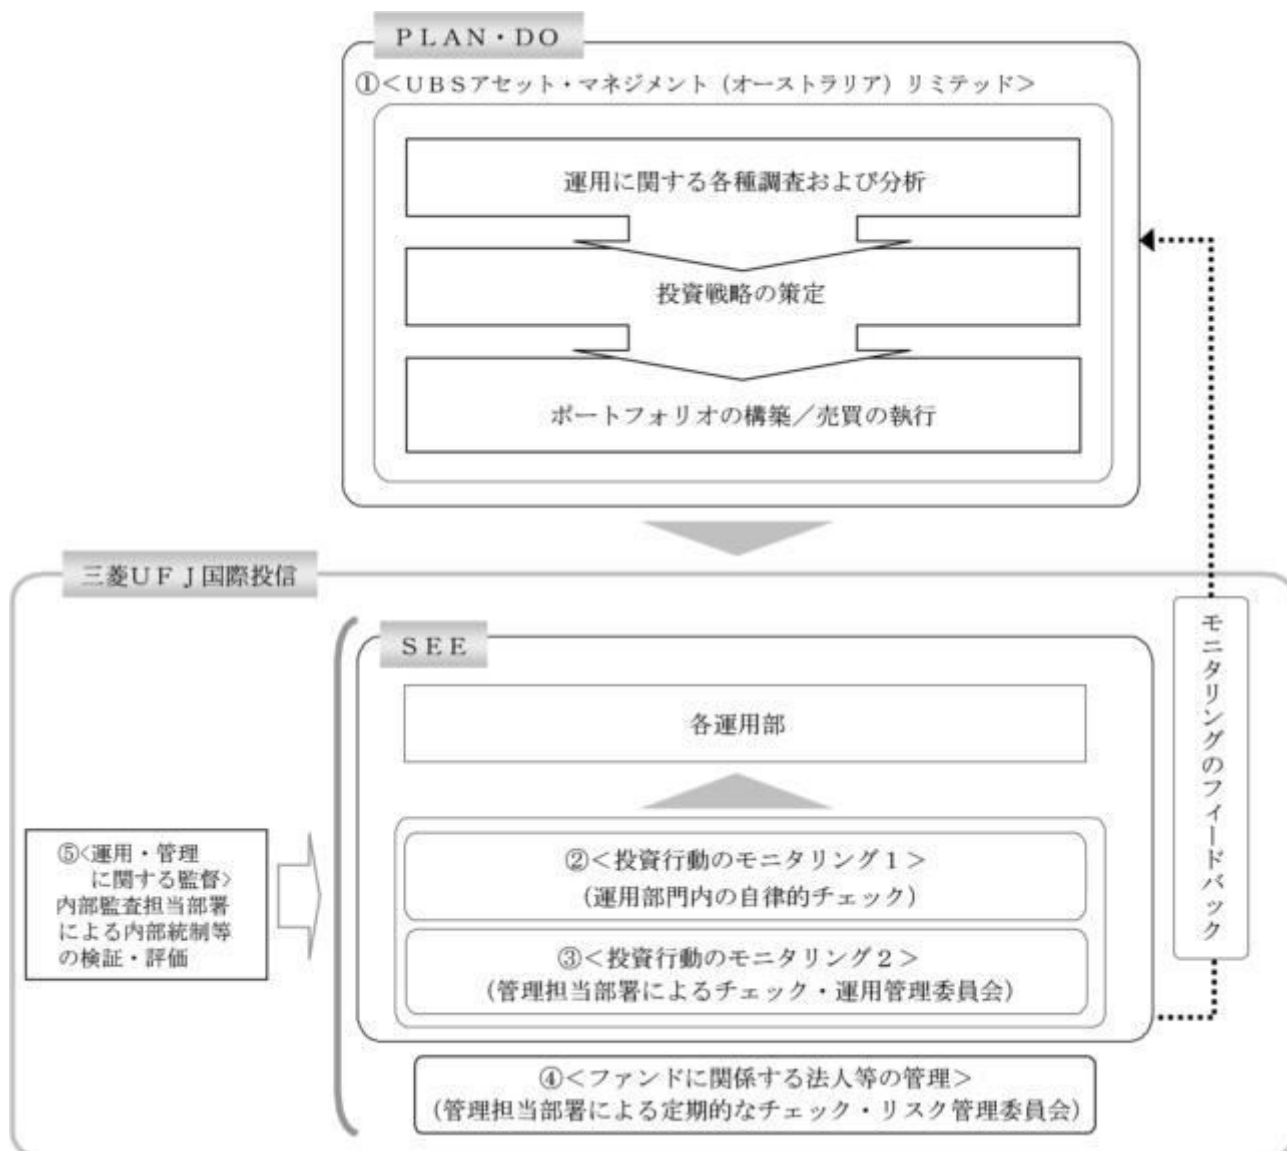 ＰＬＡＮ・ＤＯ
①＜ＵＢＳアセット・マネジメント（オーストラリア）リミテッド＞
運用に関する各種調査および分析
投資戦略の策定
ポートフォリオの構築／売買の執行
三菱ＵＦＪ国際投信
ＳＥＥ
各運用部
②＜投資行動のモニタリング１＞
（運用部門内の自律的チェック）
③＜投資行動のモニタリング２＞
（管理担当部署によるチェック・運用管理委員会）
④＜ファンドに関係する法人等の管理＞
（管理担当部署による定期的なチェック・リスク管理委員会）
⑤<運用・管理
に関する監督>
内部監査担当部署
による内部統制等
の検証・評価
モニタリングのフィードバック